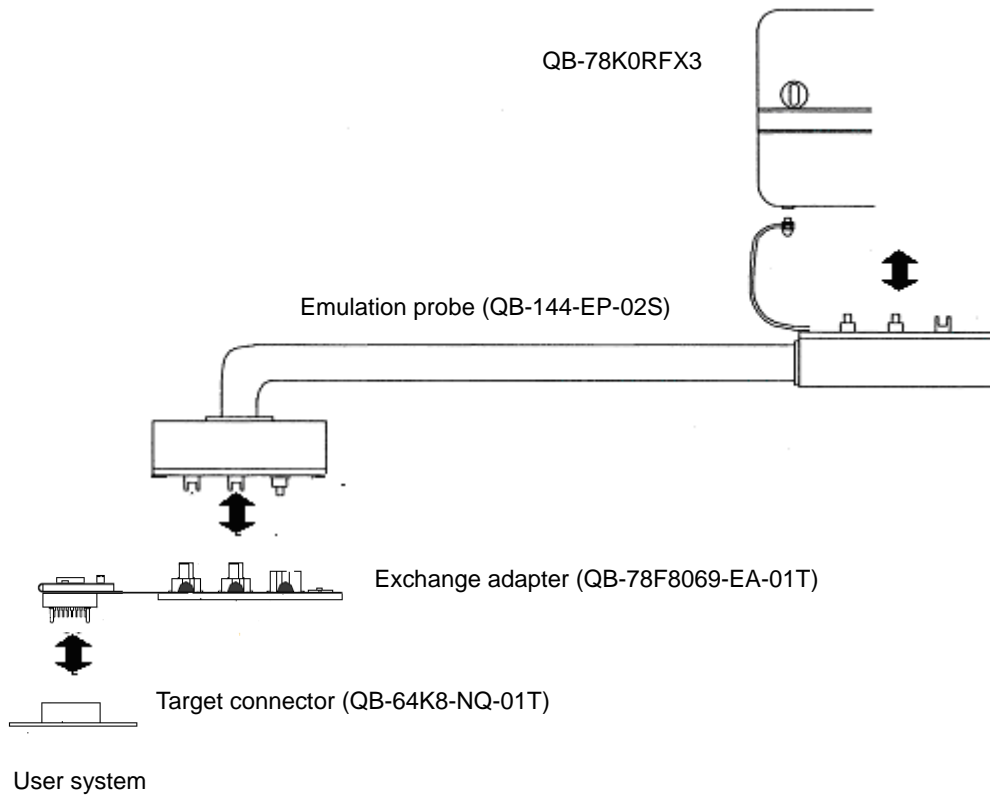 QB-78K0RFX3
Emulation probe (QB-144-EP-02S)
Exchange adapter (QB-78F8069-EA-01T)
Target connector (QB-64K8-NQ-01T)
User system